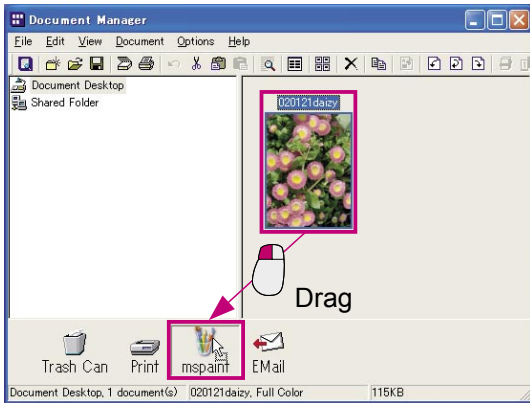 Document Manager
File Edit View Document Options Help
Document Desktop
Shared Folder
020121daizy
Drag
Trash Can Print mspaint EMail
Document Desktop, 1 document(s) 020121daizy, Full Color 115KB